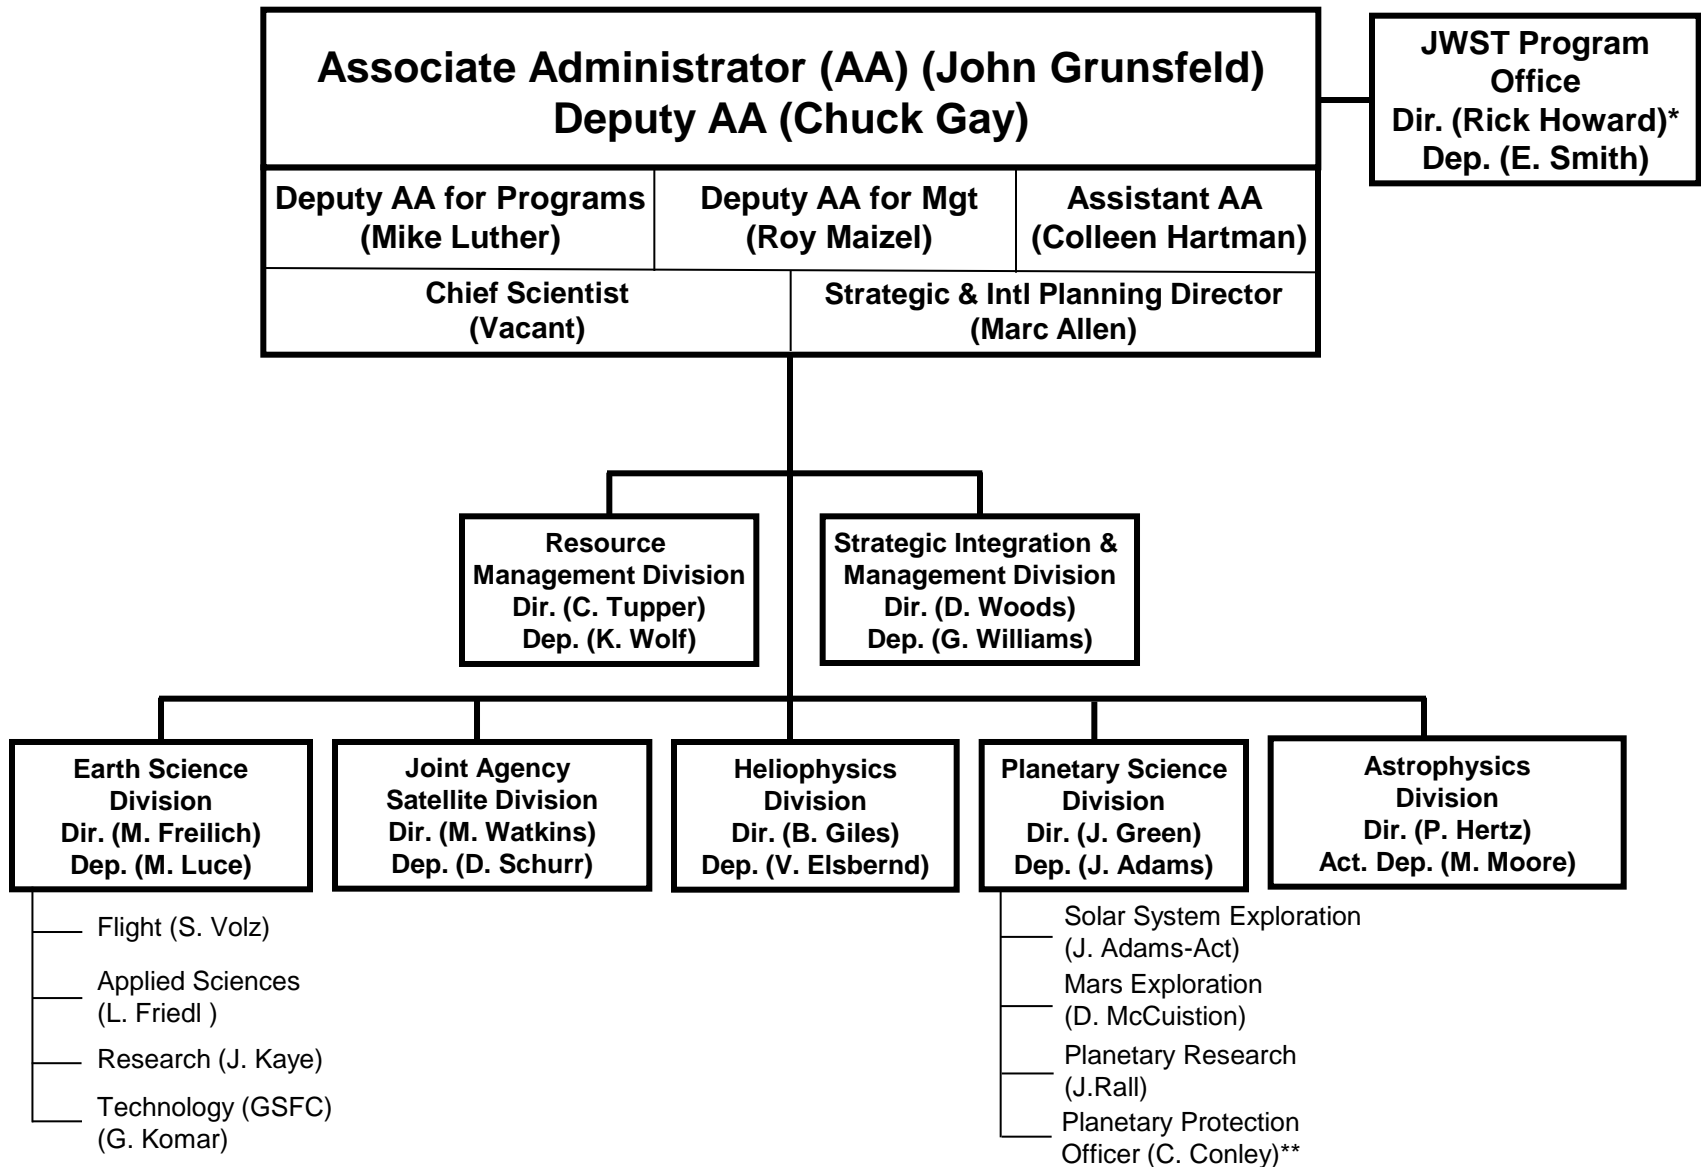 Associate Administrator (AA) (John Grunsfeld)
Deputy AA (Chuck Gay)
JWST Program
Office
Dir. (Rick Howard)*
Dep. (E. Smith)
Deputy AA for Programs
(Mike Luther)
Deputy AA for Mgt
(Roy Maizel)
Assistant AA
(Colleen Hartman)
Chief Scientist
(Vacant)
Strategic & Intl Planning Director
(Marc Allen)
Resource
Management Division
Dir. (C. Tupper)
Dep. (K. Wolf)
Strategic Integration &
Management Division
Dir. (D. Woods)
Dep. (G. Williams)
Earth Science
Division
Dir. (M. Freilich)
Dep. (M. Luce)
Joint Agency
Satellite Division
Dir. (M. Watkins)
Dep. (D. Schurr)
Heliophysics
Division
Dir. (B. Giles)
Dep. (V. Elsbernd)
Planetary Science
Division
Dir. (J. Green)
Dep. (J. Adams)
Astrophysics
Division
Dir. (P. Hertz)
Act. Dep. (M. Moore)
Flight (S. Volz)
Applied Sciences
(L. Friedl )
Research (J. Kaye)
Technology (GSFC)
(G. Komar)
Solar System Exploration
(J. Adams-Act)
Mars Exploration
(D. McCuistion)
Planetary Research
(J.Rall)
Planetary Protection
Officer (C. Conley)**